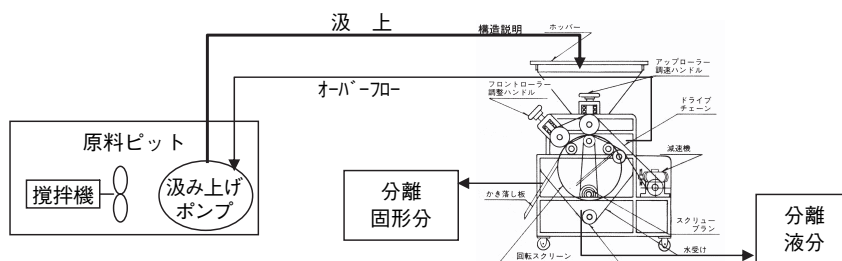 汲 上
構造説明
ホッパー
アップローラー
調速ハンドル
フロントローラー
調整ハンドル
オーバーフロー
ドライブ
チェーン
原料ピット
減速機
撹拌機
汲み上げ
ポンプ
分離
固形分
かき落し板
スクリュー
プラン
水受け
回転スクリーン
分離
液分